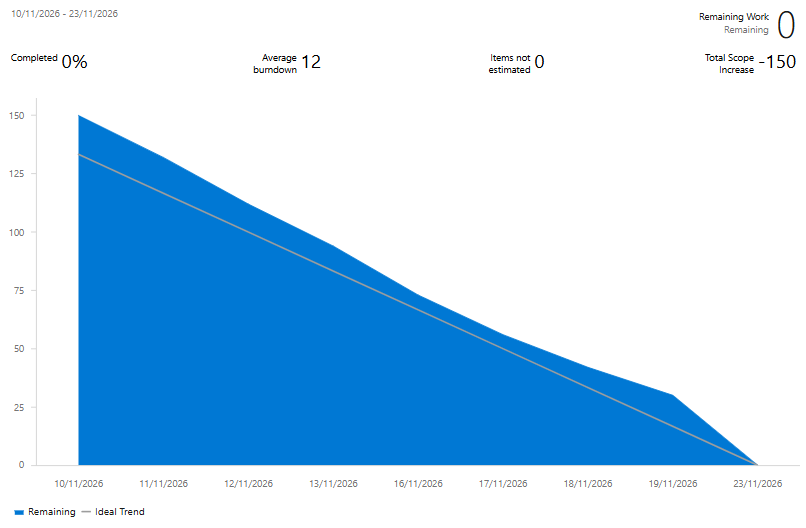 10/11/2026 - 23/11/2026
Remaining Work
Remaining
0
Completed 0%
Average
burndown 12
Items not
estimated 0
Total Scope
Increase -150
150
125
100
75
50
25
0
10/11/2026 11/11/2026 12/11/2026 13/11/2026 16/11/2026 17/11/2026 18/11/2026 19/11/2026 23/11/2026
Remaining Ideal Trend